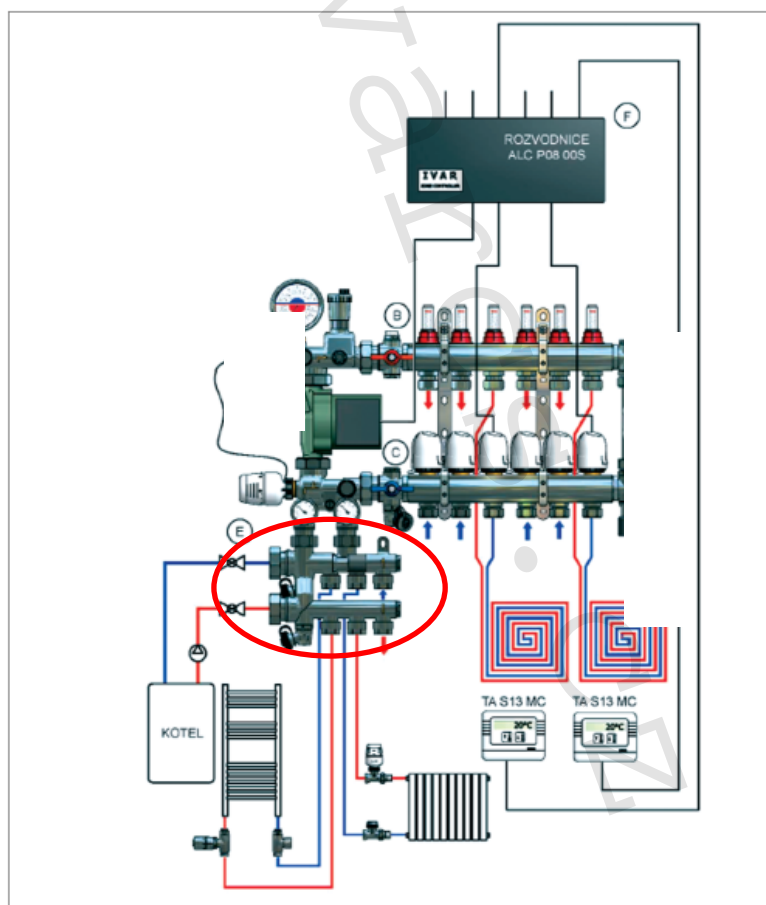 F
ROZVODNICE
ALC P08 00S
IVAR
B
C
E
TA S13 MC
TA S13 MC
20°C
20°C
KOTEL